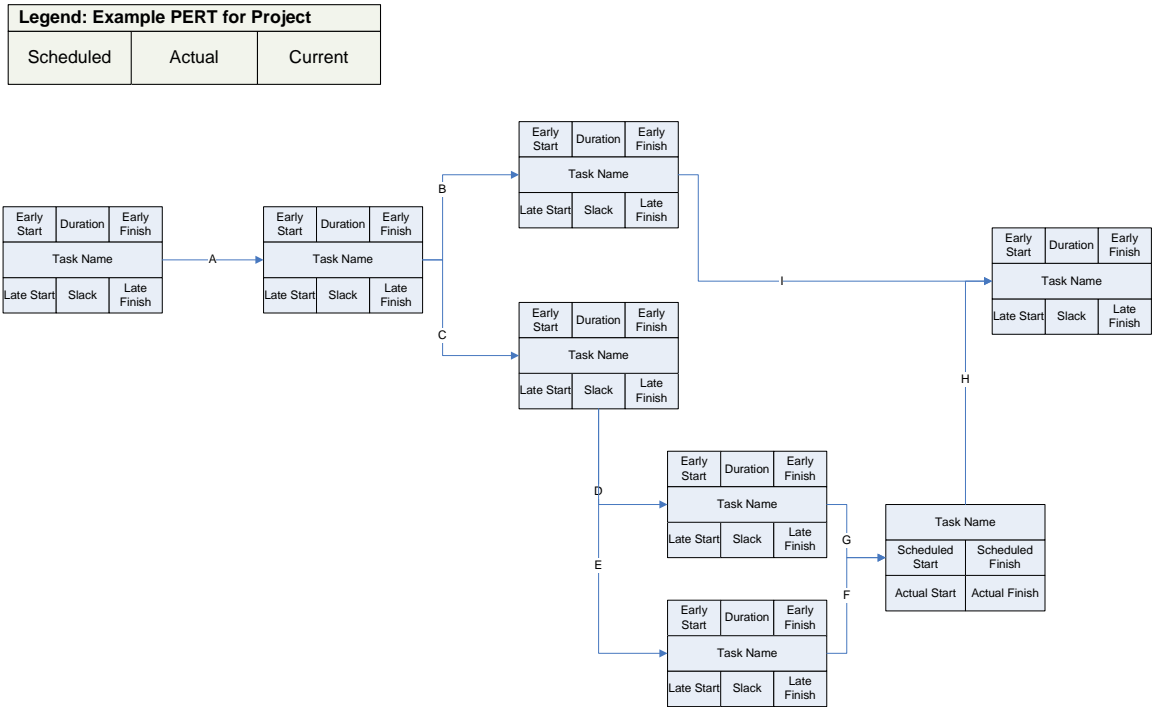 Legend: Example PERT for Project
Scheduled Actual Current
Early Start Duration Early Finish
Task Name
Late Start Slack Late Finish
A
Early Start Duration Early Finish
Task Name
Late Start Slack Late Finish
B
C
Early Start Duration Early Finish
Task Name
Late Start Slack Late Finish
I
Early Start Duration Early Finish
Task Name
Late Start Slack Late Finish
Early Start Duration Early Finish
Task Name
Late Start Slack Late Finish
H
D
E
Early Start Duration Early Finish
Task Name
Late Start Slack Late Finish
G
F
Early Start Duration Early Finish
Task Name
Late Start Slack Late Finish
Task Name
Scheduled Start Scheduled Finish
Actual Start Actual Finish